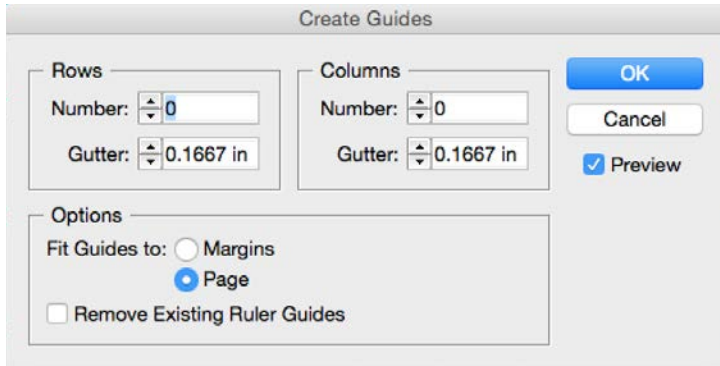 Create Guides
Rows
Number: 0
Gutter: 0.1667 in
Columns
Number: 0
Gutter: 0.1667 in
OK
Cancel
Preview
Options
Fit Guides to: Margins
Page
Remove Existing Ruler Guides